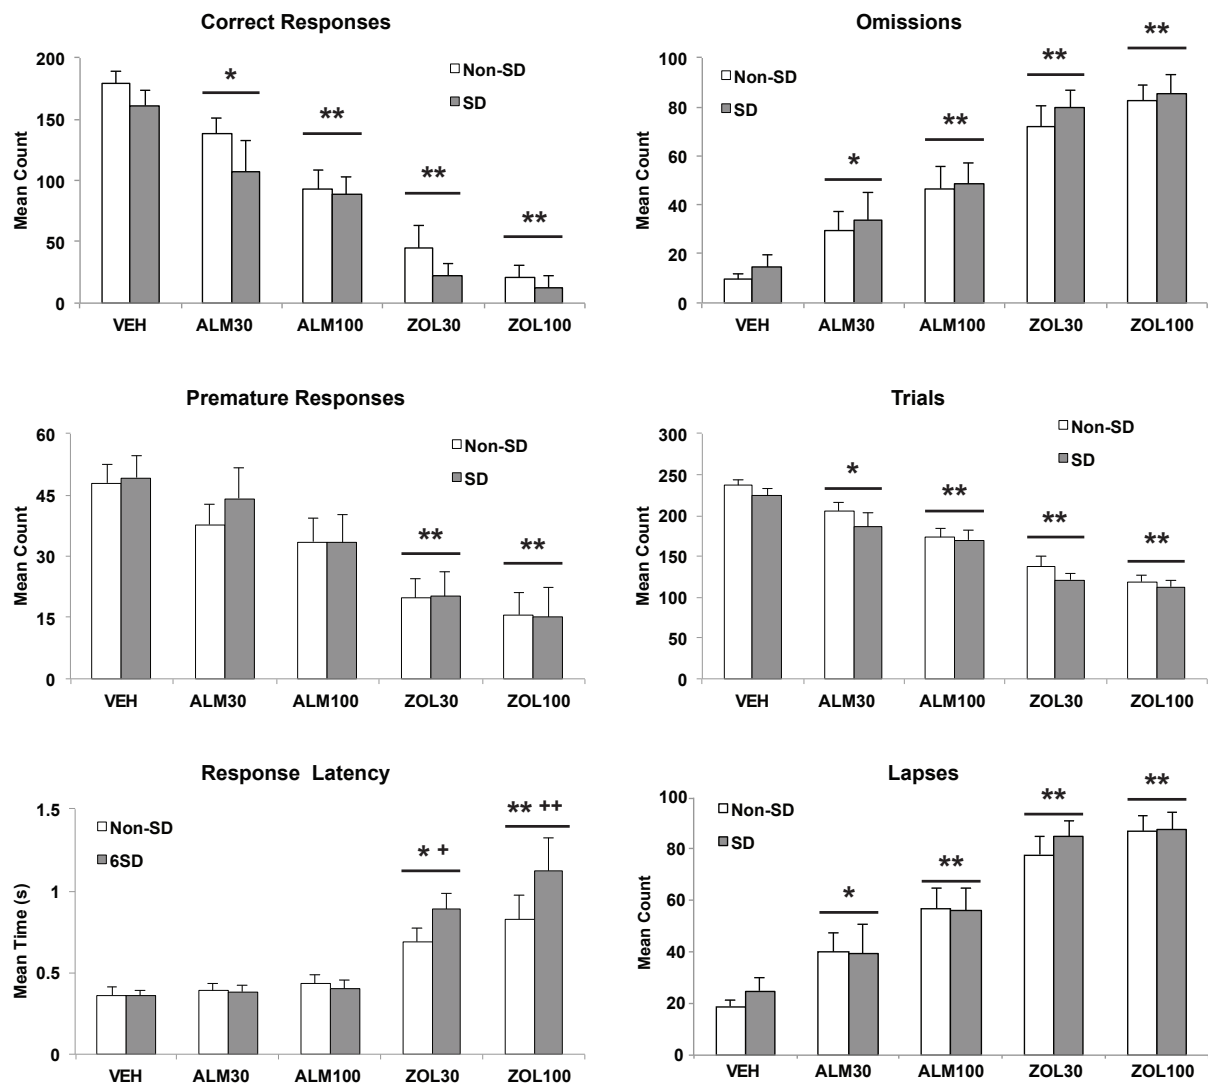 Correct Responses
Mean Count
200
150
100
50
0
Non-SD
SD
*
**
**
**
VEH ALM30 ALM100 ZOL30 ZOL100
Omissions
Mean Count
100
80
60
40
20
0
Non-SD
SD
*
**
**
**
VEH ALM30 ALM100 ZOL30 ZOL100
Premature Responses
Mean Count
60
45
30
15
0
Non-SD
SD
**
**
VEH ALM30 ALM100 ZOL30 ZOL100
Trials
Mean Count
300
250
200
150
100
50
0
Non-SD
SD
*
**
**
**
VEH ALM30 ALM100 ZOL30 ZOL100
Response Latency
Mean Time (s)
1.5
1
0.5
0
Non-SD
6SD
* +
** ++
VEH ALM30 ALM100 ZOL30 ZOL100
Lapses
Mean Count
100
80
60
40
20
0
Non-SD
SD
*
**
**
**
VEH ALM30 ALM100 ZOL30 ZOL100